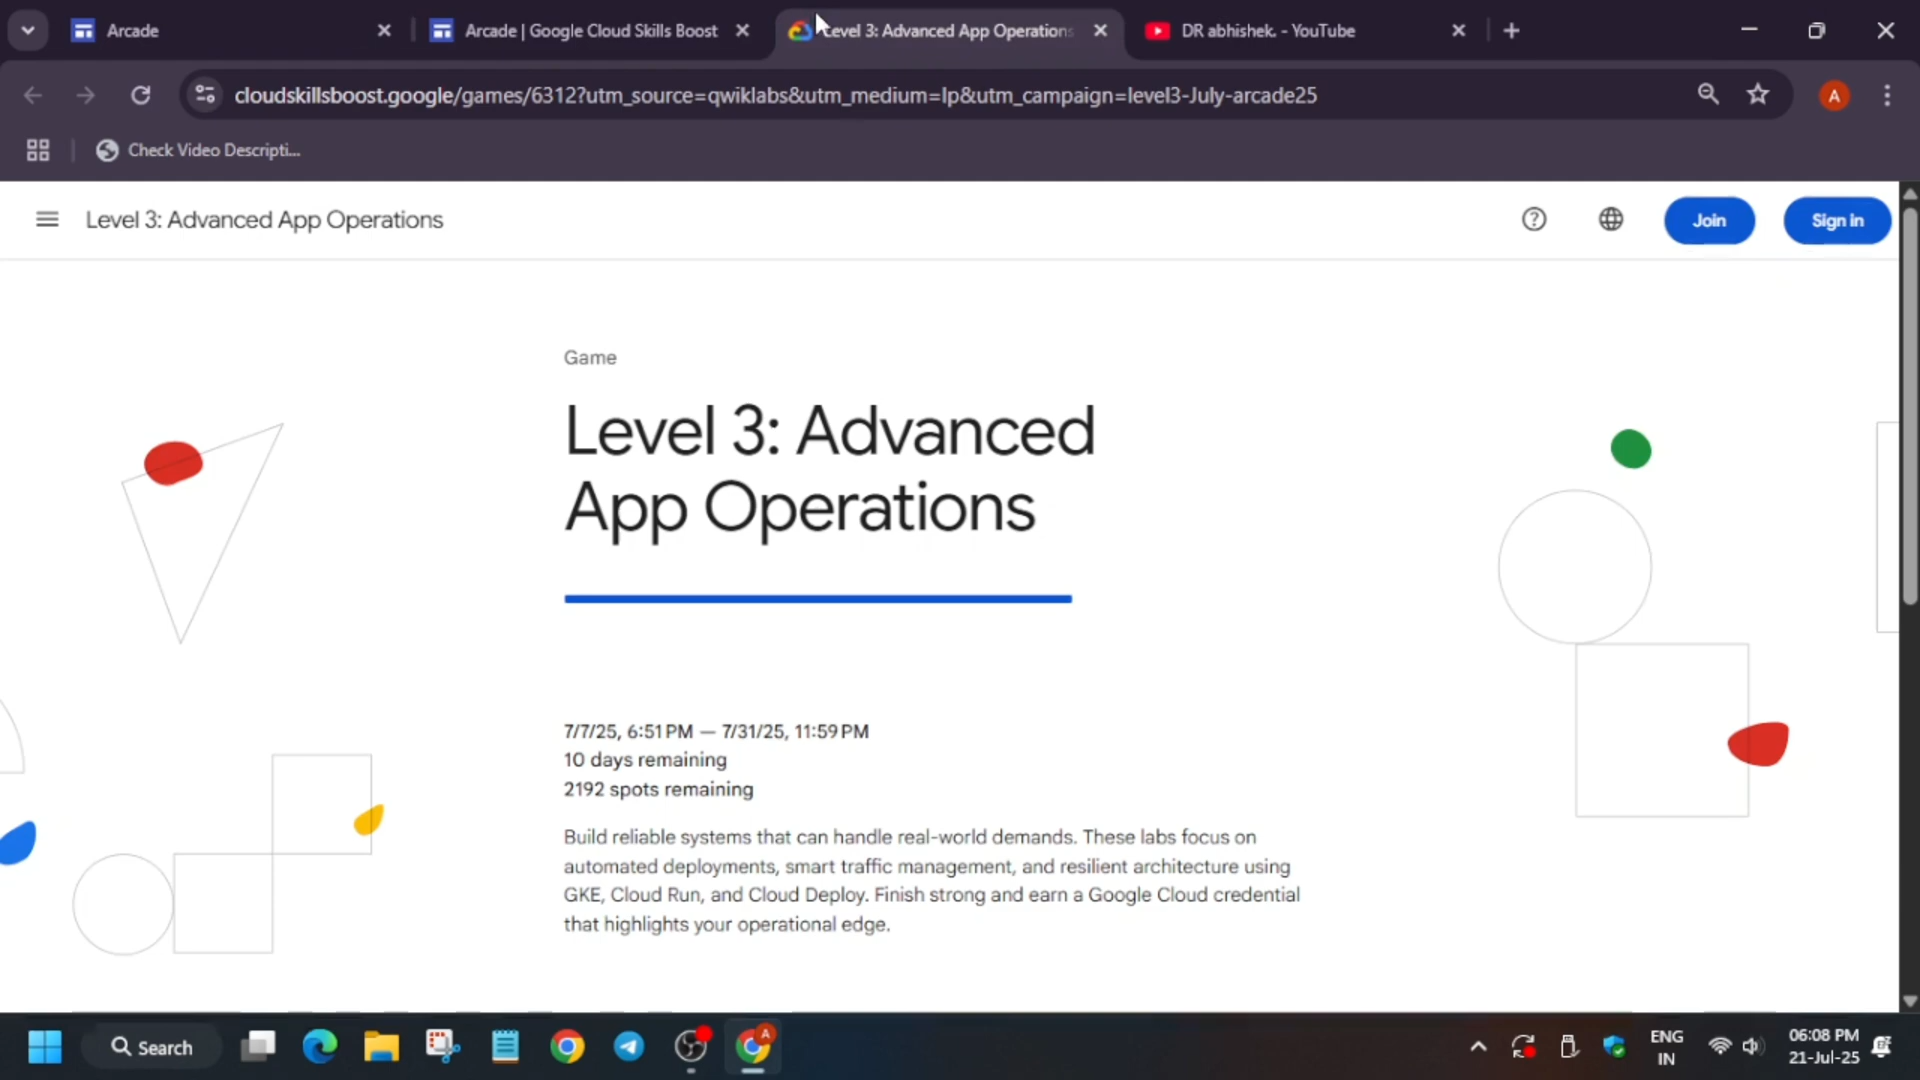 Arcade
Arcade | Google Cloud Skills Boost
Level 3: Advanced App Operations
DR abhishek. - YouTube
cloudskillsboost.google/games/6312?utm_source=qwiklabs&utm_medium=lp&utm_campaign=level3-July-arcade25
A
Check Video Descripti...
Level 3: Advanced App Operations
Join
Sign in
Game
Level 3: Advanced
App Operations
7/7/25, 6:51 PM — 7/31/25, 11:59 PM
10 days remaining
2192 spots remaining
Build reliable systems that can handle real-world demands. These labs focus on
automated deployments, smart traffic management, and resilient architecture using
GKE, Cloud Run, and Cloud Deploy. Finish strong and earn a Google Cloud credential
that highlights your operational edge.
Search
A
ENG
IN
06:08 PM
21-Jul-25